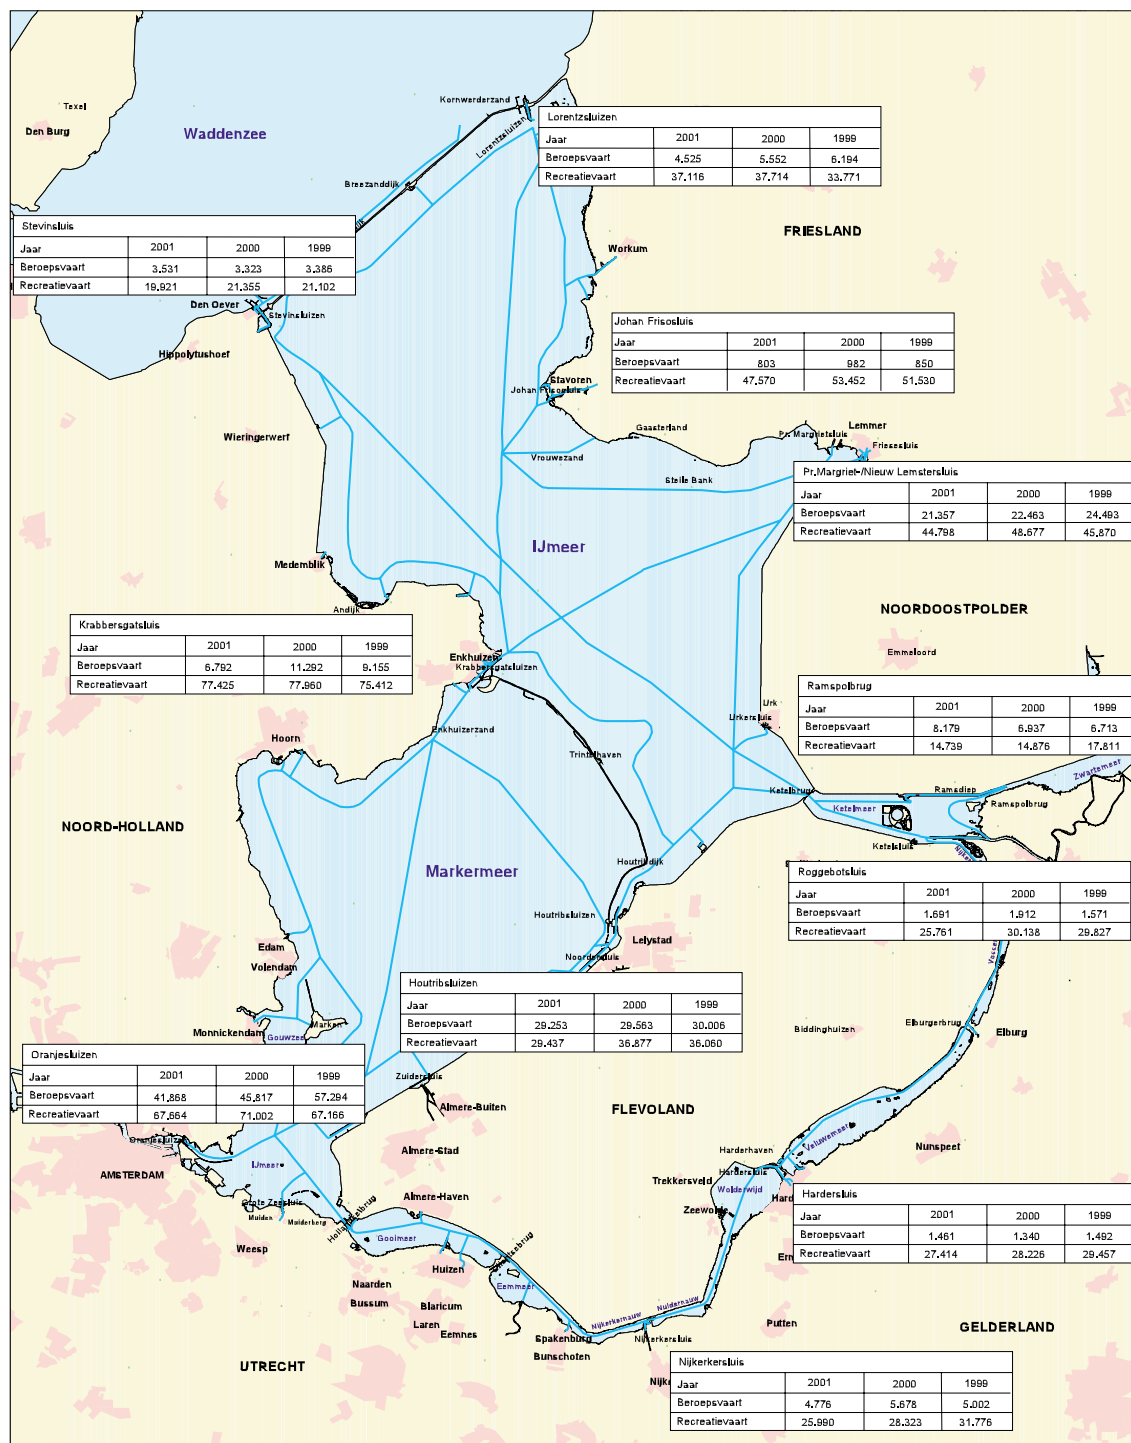 Kornwerderzand
Texel
Lorentzsluizen
Jaar 2001 2000 1999
Beroepsvaart 4.525 5.552 6.194
Recreatievaart 37.116 37.714 33.771
Den Burg
Waddenzee
Lorentzsluizen
Breezanddijk
Stevinsluis
Jaar 2001 2000 1999
Beroepsvaart 3.531 3.323 3.386
Recreatievaart 19.921 21.355 21.102
FRIESLAND
Workum
Den Oever
Stevinsluizen
Hippolytushoef
Johan Frisosluis
Jaar 2001 2000 1999
Beroepsvaart 803 982 850
Recreatievaart 47.570 53.452 51.530
Stavoren
Johan Frisosluis
Gaasterland
Lemmer
Pr. Margrietsluis
Friesesluis
Wieringerwerf
Vrouwezand
Steile Bank
Pr.Margriet-/Nieuw Lemstersluis
Jaar 2001 2000 1999
Beroepsvaart 21.357 22.463 24.493
Recreatievaart 44.798 48.677 45.870
IJmeer
Medemblik
Andijk
NOORDOOSTPOLDER
Krabbersgatsluis
Jaar 2001 2000 1999
Beroepsvaart 6.792 11.292 9.155
Recreatievaart 77.425 77.960 75.412
Emmeloord
Enkhuizen
Krabbersgatsluizen
Ramspolbrug
Jaar 2001 2000 1999
Beroepsvaart 8.179 6.937 6.713
Recreatievaart 14.739 14.876 17.811
Urk
Urkersluis
Enkhuizerzand
Hoorn
Trintelhaven
Zwartemeer
Ketelbrug
Ramsdiep
Ketelmeer
Ramspolbrug
NOORD-HOLLAND
Ketelsluis
Nijker
Markermeer
Houtribdijk
Roggebotsluis
Jaar 2001 2000 1999
Beroepsvaart 1.691 1.912 1.571
Recreatievaart 25.761 30.138 29.827
Houtribsluizen
Lelystad
Edam
Volendam
Noordersluis
Vosse
Houtribsluizen
Jaar 2001 2000 1999
Beroepsvaart 29.253 29.563 30.006
Recreatievaart 29.437 36.877 36.060
Monnickendam
Marken
Gouwzee
Biddinghuizen
Elburgerbrug
Elburg
Oranjesluizen
Jaar 2001 2000 1999
Beroepsvaart 41.868 45.817 57.294
Recreatievaart 67.664 71.002 67.166
Zuidersluis
Almere-Buiten
FLEVOLAND
Oranjesluizen
Veluwemeer
Almere-Stad
Nunspeet
IJmeer
AMSTERDAM
Harderhaven
Hardersluis
Trekkersveld
Wolderwijd
Hard
Almere-Haven
Grote Zeesluis
Muiden
Muiderberg
Zeewolde
Hardersluis
Jaar 2001 2000 1999
Beroepsvaart 1.461 1.340 1.492
Recreatievaart 27.414 28.226 29.457
Hollandsebrug
Gooimeer
Weesp
Huizen
Erm
Naarden
Bussum
Eemmeer
Blaricum
Laren
Eemnes
Nuldernauw
Nijkerkernauw
Putten
GELDERLAND
Spakenburg
Bunschoten
Nijkerkersluis
UTRECHT
Nijk
Nijkerkersluis
Jaar 2001 2000 1999
Beroepsvaart 4.776 5.678 5.002
Recreatievaart 25.990 28.323 31.776